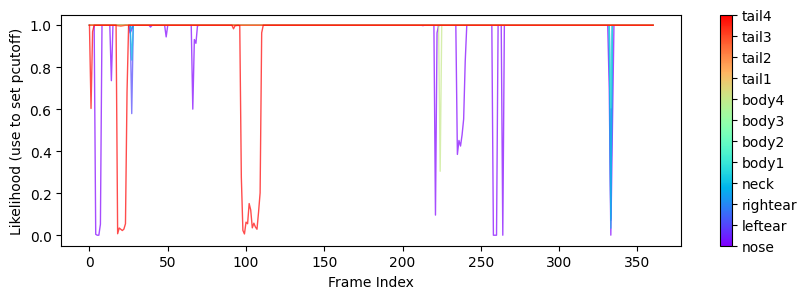 Likelihood (use to set pcutoff)
1.0
0.8
0.6
0.4
0.2
0.0
0
50
100
150
200
250
300
350
Frame Index
tail4
tail3
tail2
tail1
body4
body3
body2
body1
neck
rightear
leftear
nose